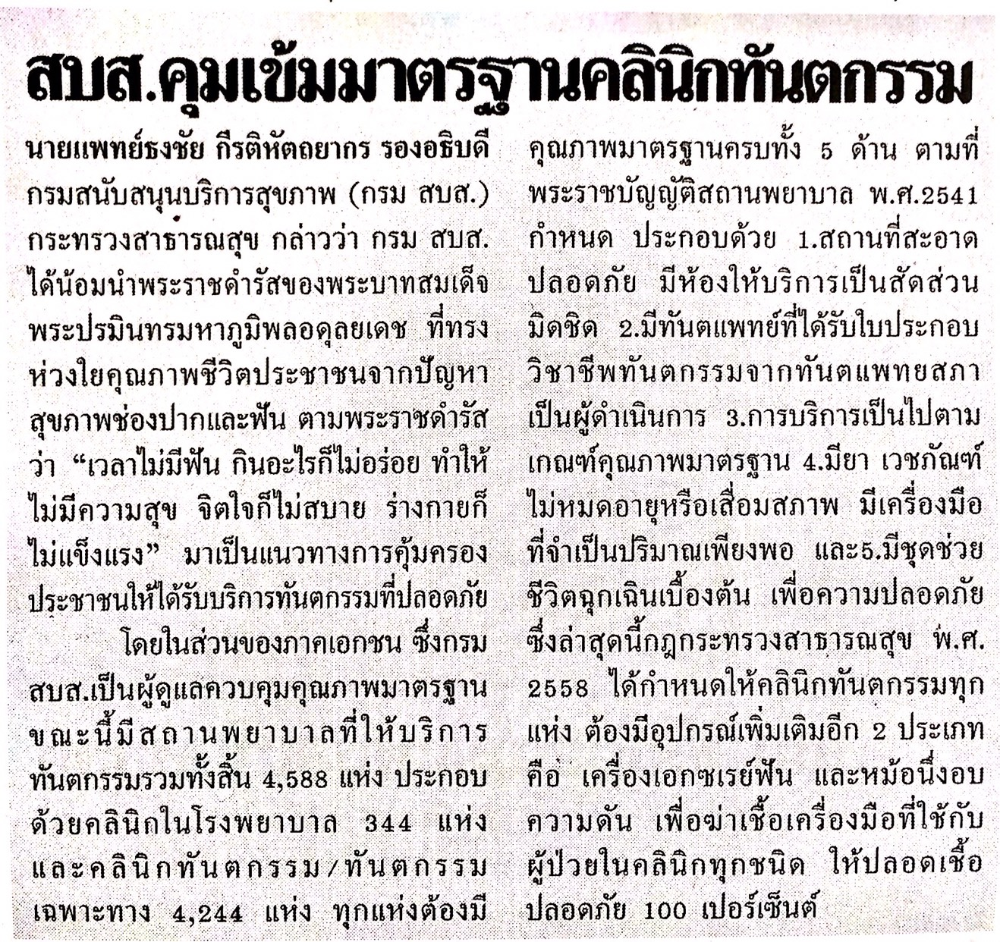 สบส.คุมเข้มมาตรฐานคลินิกทันตกรรม
นายแพทย์ธงชัย กีรติหัตถยากร รองอธิบดี
กรมสนับสนุนบริการสุขภาพ (กรม สบส.)
กระทรวงสาธารณสุข กล่าวว่า กรม สบส.
ได้น้อมนำพระราชดำรัสของพระบาทสมเด็จ
พระปรมินทรมหาภูมิพลอดุลยเดช ที่ทรง
ห่วงใยคุณภาพชีวิตประชาชนจากปัญหา
สุขภาพช่องปากและฟัน ตามพระราชดำรัส
ว่า “เวลาไม่มีฟัน กินอะไรก็ไม่อร่อย ทำให้
ไม่มีความสุข จิตใจก็ไม่สบาย ร่างกายก็
ไม่แข็งแรง” มาเป็นแนวทางการคุ้มครอง
ประชาชนให้ได้รับบริการทันตกรรมที่ปลอดภัย
โดยในส่วนของภาคเอกชน ซึ่งกรม
สบส.เป็นผู้ดูแลควบคุมคุณภาพมาตรฐาน
ขณะนี้มีสถานพยาบาลที่ให้บริการ
ทันตกรรมรวมทั้งสิ้น 4,588 แห่ง ประกอบ
ด้วยคลินิกในโรงพยาบาล 344 แห่ง
และคลินิกทันตกรรม/ทันตกรรม
เฉพาะทาง 4,244 แห่ง ทุกแห่งต้องมี
คุณภาพมาตรฐานครบทั้ง 5 ด้าน ตามที่
พระราชบัญญัติสถานพยาบาล พ.ศ.2541
กำหนด ประกอบด้วย 1.สถานที่สะอาด
ปลอดภัย มีห้องให้บริการเป็นสัดส่วน
มิดชิด 2.มีทันตแพทย์ที่ได้รับใบประกอบ
วิชาชีพทันตกรรมจากทันตแพทยสภา
เป็นผู้ดำเนินการ 3.การบริการเป็นไปตาม
เกณฑ์คุณภาพมาตรฐาน 4.มียา เวชภัณฑ์
ไม่หมดอายุหรือเสื่อมสภาพ มีเครื่องมือ
ที่จำเป็นปริมาณเพียงพอ และ5.มีชุดช่วย
ชีวิตฉุกเฉินเบื้องต้น เพื่อความปลอดภัย
ซึ่งล่าสุดนี้กฎกระทรวงสาธารณสุข พ.ศ.
2558 ได้กำหนดให้คลินิกทันตกรรมทุก
แห่ง ต้องมีอุปกรณ์เพิ่มเติมอีก 2 ประเภท
คือ เครื่องเอกซเรย์ฟัน และหม้อนึ่งอบ
ความดัน เพื่อฆ่าเชื้อเครื่องมือที่ใช้กับ
ผู้ป่วยในคลินิกทุกชนิด ให้ปลอดเชื้อ
ปลอดภัย 100 เปอร์เซ็นต์